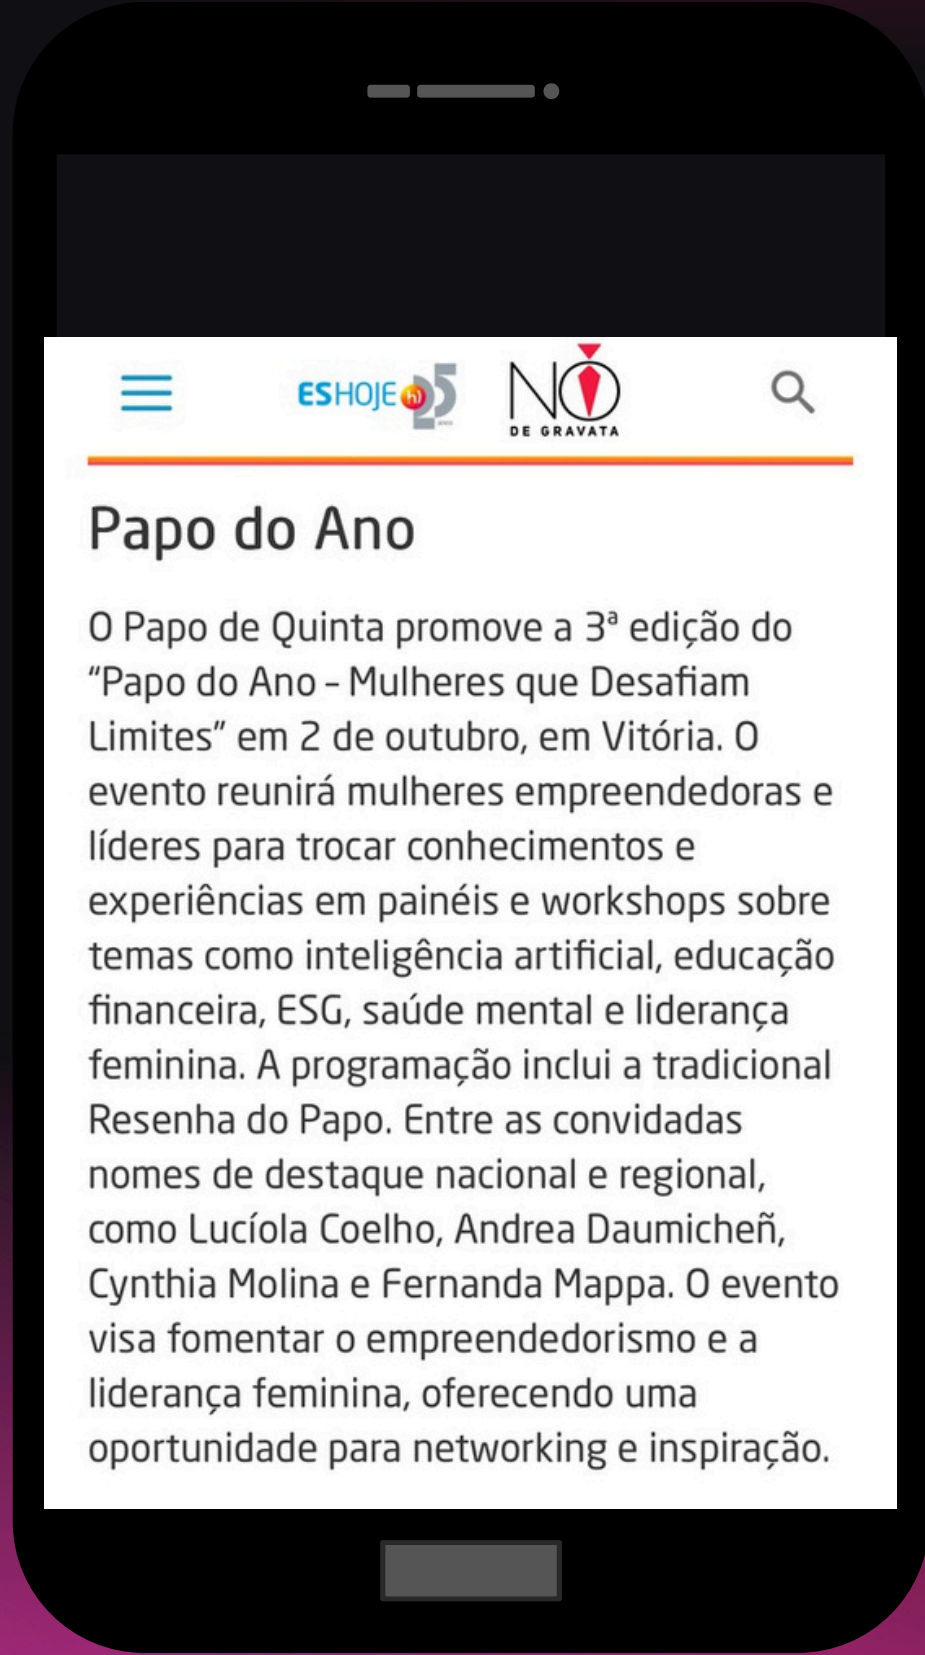 ESHOJE hi 25
anos
NÓ
DE GRAVATA
Papo do Ano
O Papo de Quinta promove a 3ª edição do
“Papo do Ano – Mulheres que Desafiam
Limites” em 2 de outubro, em Vitória. O
evento reunirá mulheres empreendedoras e
líderes para trocar conhecimentos e
experiências em painéis e workshops sobre
temas como inteligência artificial, educação
financeira, ESG, saúde mental e liderança
feminina. A programação inclui a tradicional
Resenha do Papo. Entre as convidadas
nomes de destaque nacional e regional,
como Lucíola Coelho, Andrea Daumicheñ,
Cynthia Molina e Fernanda Mappa. O evento
visa fomentar o empreendedorismo e a
liderança feminina, oferecendo uma
oportunidade para networking e inspiração.